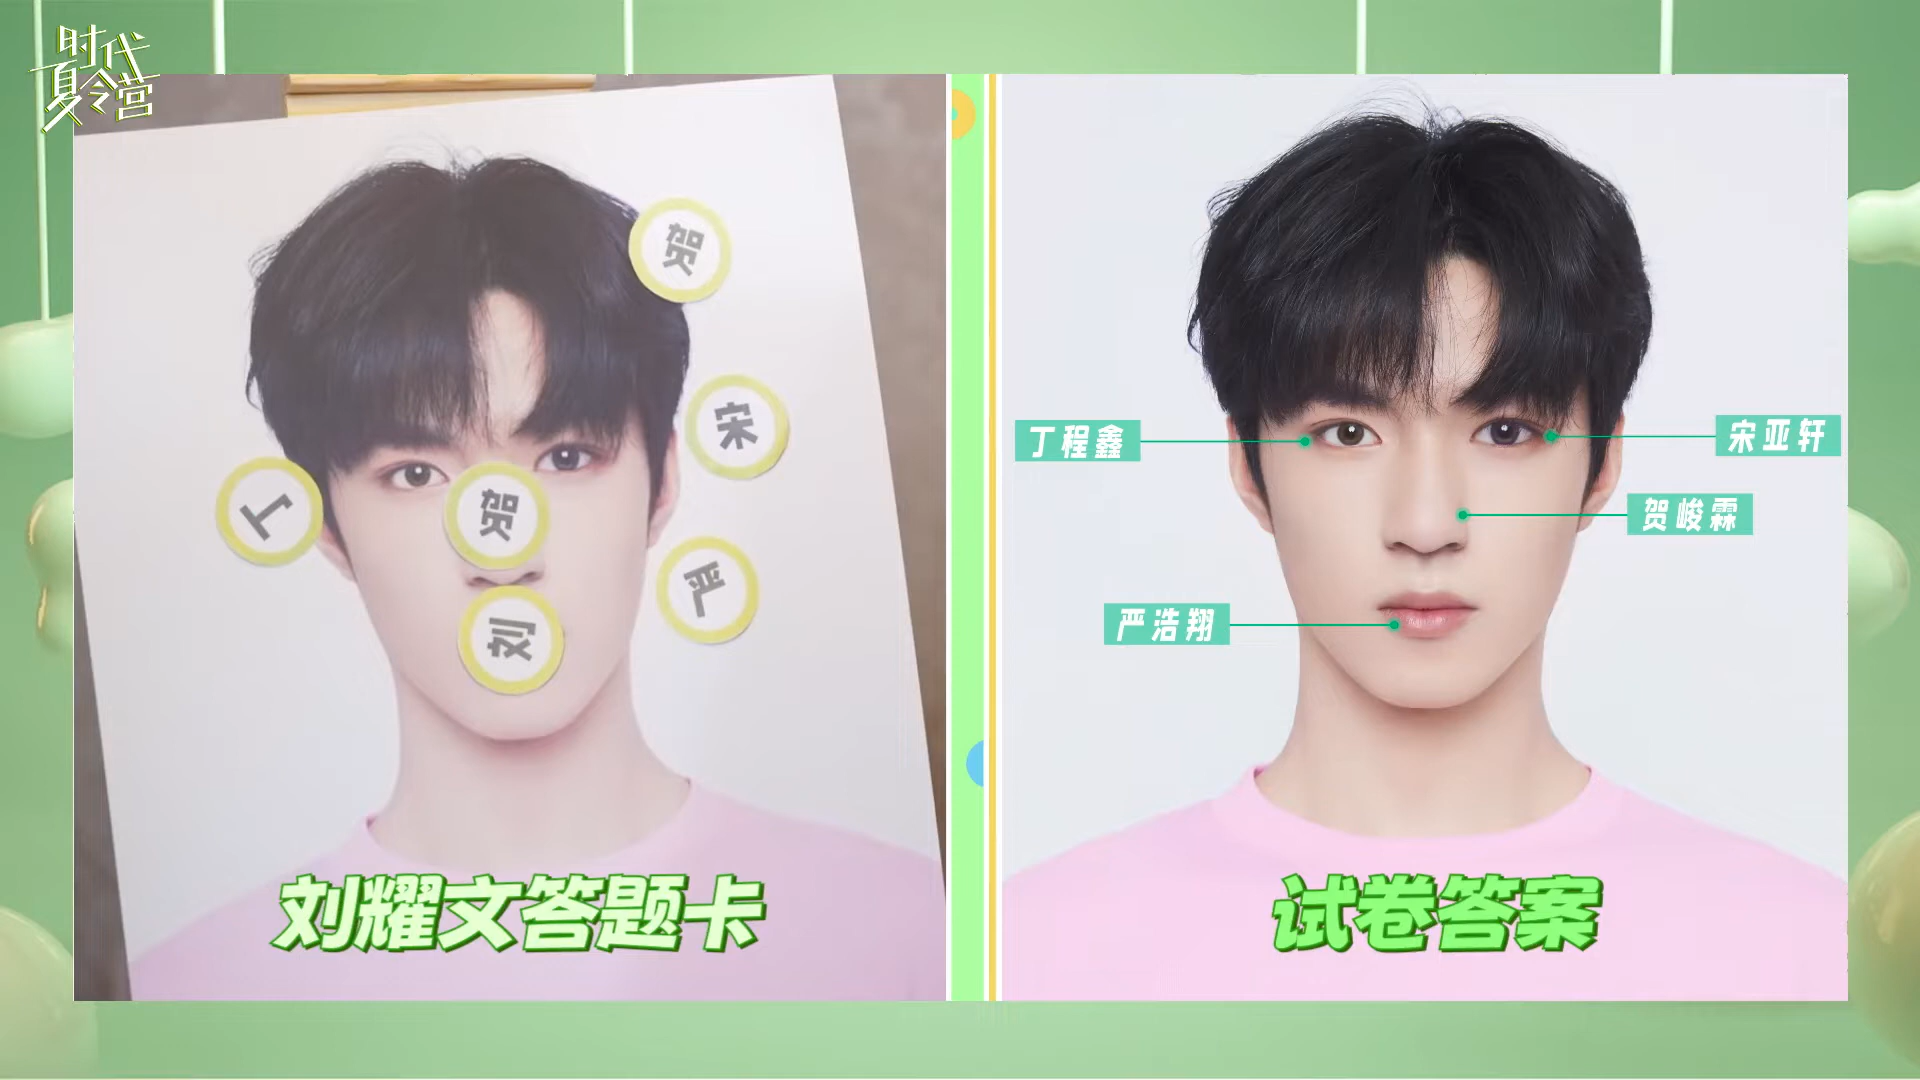 时代
夏令营
贺
宋
丁
贺
严
刘
刘耀文答题卡
丁程鑫
宋亚轩
贺峻霖
严浩翔
试卷答案